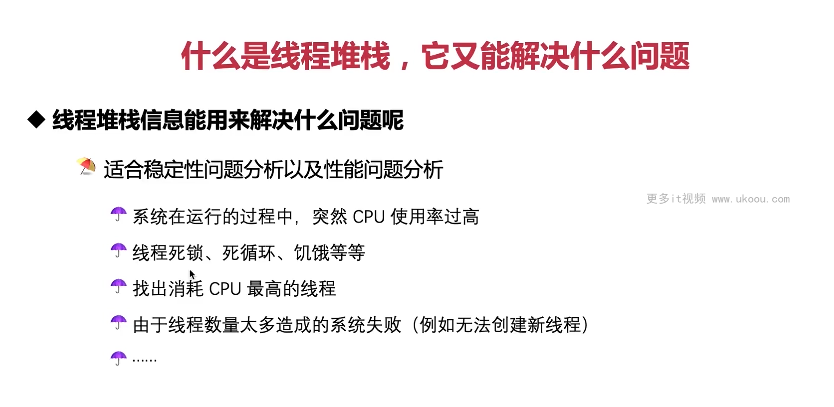 什么是线程堆栈，它又能解决什么问题
线程堆栈信息能用来解决什么问题呢
适合稳定性问题分析以及性能问题分析
更多it视频 www.ukoou.com
系统在运行的过程中，突然 CPU 使用率过高
线程死锁、死循环、饥饿等等
找出消耗 CPU 最高的线程
由于线程数量太多造成的系统失败（例如无法创建新线程）
……